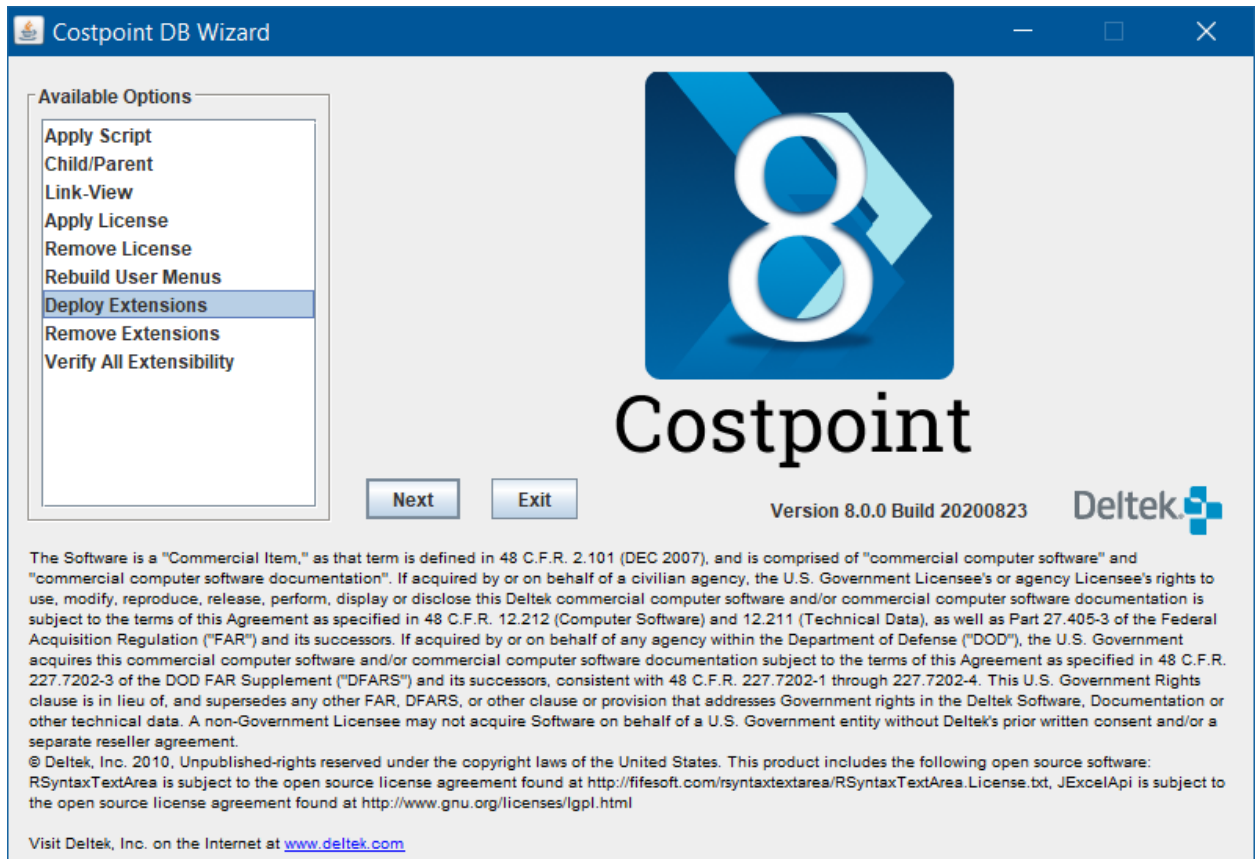 Costpoint DB Wizard
Available Options
Apply Script
Child/Parent
Link-View
Apply License
Remove License
Rebuild User Menus
Deploy Extensions
Remove Extensions
Verify All Extensibility
8
Costpoint
Next
Exit
Version 8.0.0 Build 20200823
Deltek.
The Software is a "Commercial Item," as that term is defined in 48 C.F.R. 2.101 (DEC 2007), and is comprised of "commercial computer software" and
"commercial computer software documentation". If acquired by or on behalf of a civilian agency, the U.S. Government Licensee's or agency Licensee's rights to
use, modify, reproduce, release, perform, display or disclose this Deltek commercial computer software and/or commercial computer software documentation is
subject to the terms of this Agreement as specified in 48 C.F.R. 12.212 (Computer Software) and 12.211 (Technical Data), as well as Part 27.405-3 of the Federal
Acquisition Regulation ("FAR") and its successors. If acquired by or on behalf of any agency within the Department of Defense ("DOD"), the U.S. Government
acquires this commercial computer software and/or commercial computer software documentation subject to the terms of this Agreement as specified in 48 C.F.R.
227.7202-3 of the DOD FAR Supplement ("DFARS") and its successors, consistent with 48 C.F.R. 227.7202-1 through 227.7202-4. This U.S. Government Rights
clause is in lieu of, and supersedes any other FAR, DFARS, or other clause or provision that addresses Government rights in the Deltek Software, Documentation or
other technical data. A non-Government Licensee may not acquire Software on behalf of a U.S. Government entity without Deltek's prior written consent and/or a
separate reseller agreement.
© Deltek, Inc. 2010, Unpublished-rights reserved under the copyright laws of the United States. This product includes the following open source software:
RSyntaxTextArea is subject to the open source license agreement found at http://fifesoft.com/rsyntaxtextarea/RSyntaxTextArea.License.txt, JExcelApi is subject to
the open source license agreement found at http://www.gnu.org/licenses/lgpl.html
Visit Deltek, Inc. on the Internet at www.deltek.com